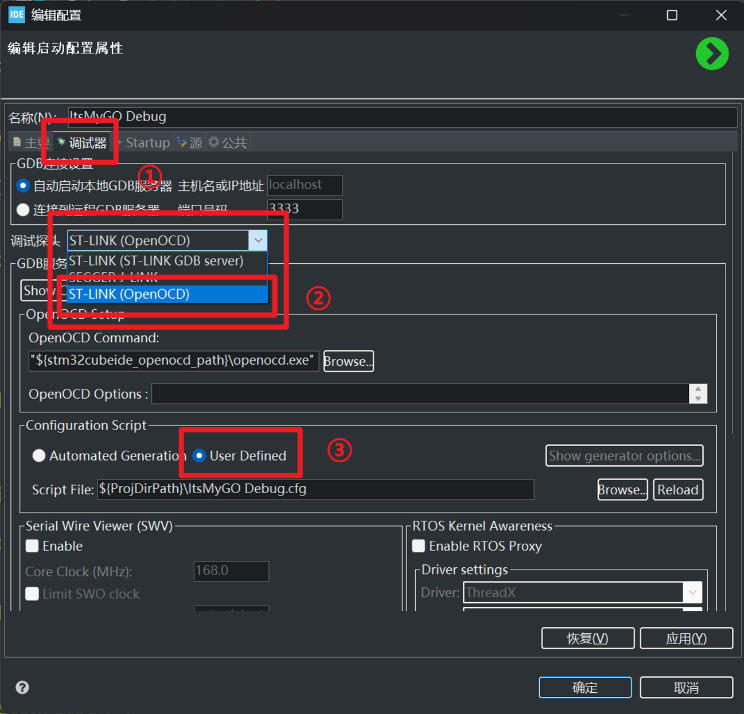 IDE 编辑配置
编辑启动配置属性
名称(N): ItsMyGO Debug
主要 调试器 Startup 源 公共
GDB连接设置
①
自动启动本地GDB服务器 主机名或IP地址 localhost
连接到远程GDB服务器 端口号码 3333
调试探头 ST-LINK (OpenOCD)
ST-LINK (ST-LINK GDB server)
SEGGER J-LINK
ST-LINK (OpenOCD)
②
GDB服务
Show
OpenOCD Setup
OpenOCD Command:
"${stm32cubeide_openocd_path}\openocd.exe" Browse...
OpenOCD Options :
Configuration Script
Automated Generation User Defined
③
Show generator options...
Script File: ${ProjDirPath}\ItsMyGO Debug.cfg Browse... Reload
Serial Wire Viewer (SWV) RTOS Kernel Awareness
Enable Enable RTOS Proxy
Core Clock (MHz): 168.0 Driver settings
Limit SWO clock Driver: ThreadX
恢复(V) 应用(Y)
确定 取消